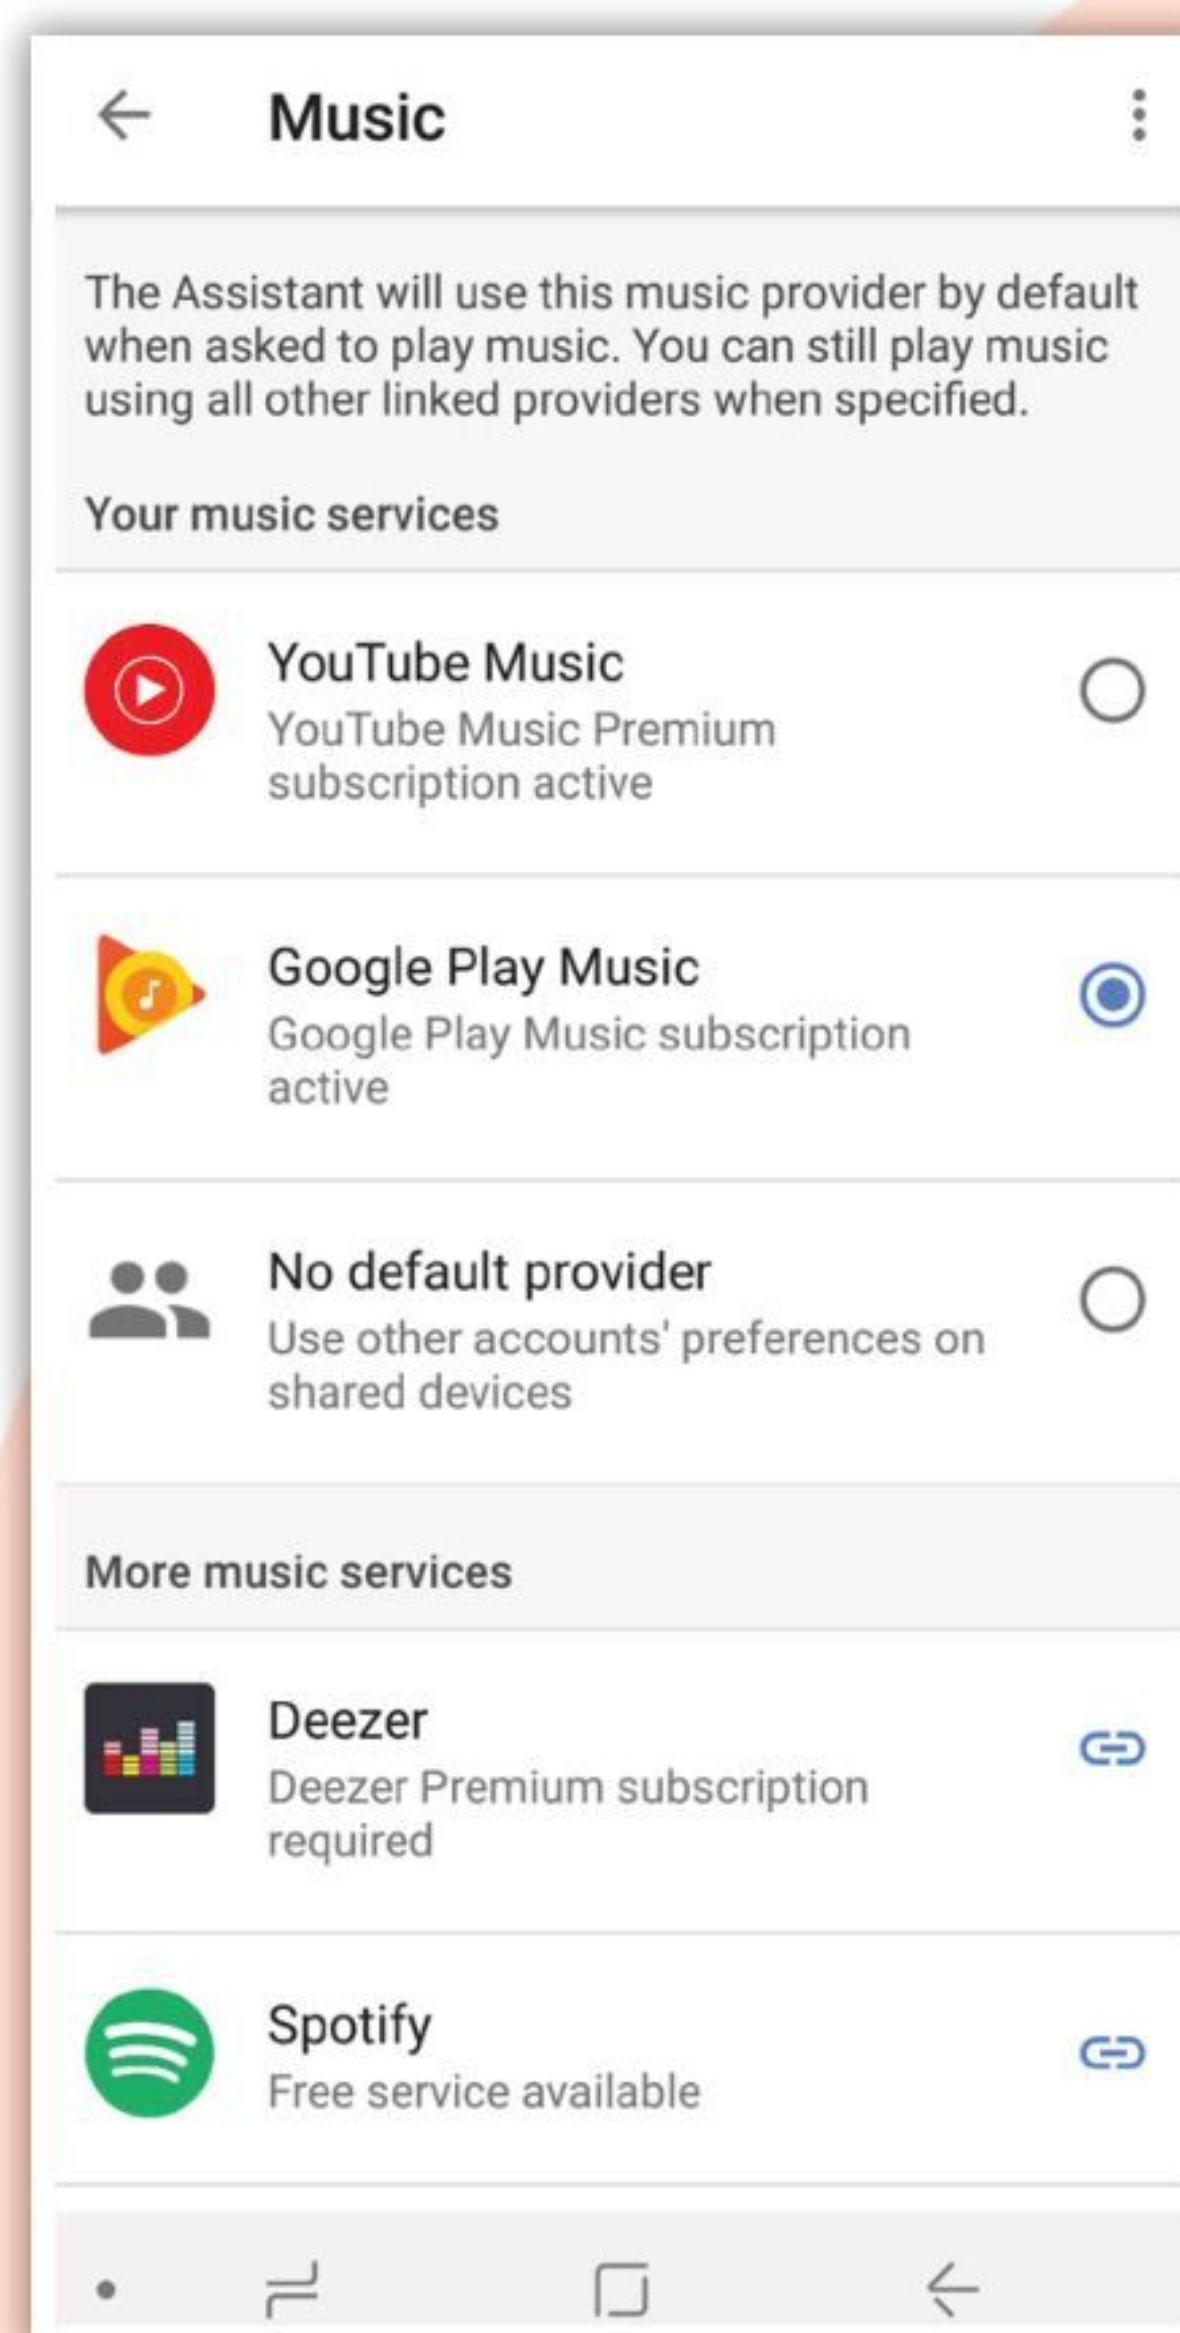 Music
The Assistant will use this music provider by default
when asked to play music. You can still play music
using all other linked providers when specified.
Your music services
YouTube Music
YouTube Music Premium
subscription active
Google Play Music
Google Play Music subscription
active
No default provider
Use other accounts' preferences on
shared devices
More music services
Deezer
Deezer Premium subscription
required
Spotify
Free service available